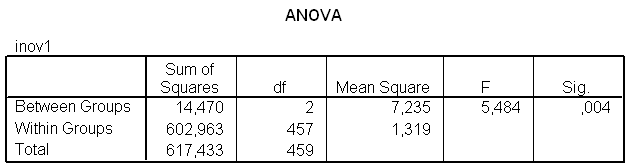 ANOVA
inov1
Sum of Squares df Mean Square F Sig.
Between Groups 14,470 2 7,235 5,484 ,004
Within Groups 602,963 457 1,319
Total 617,433 459